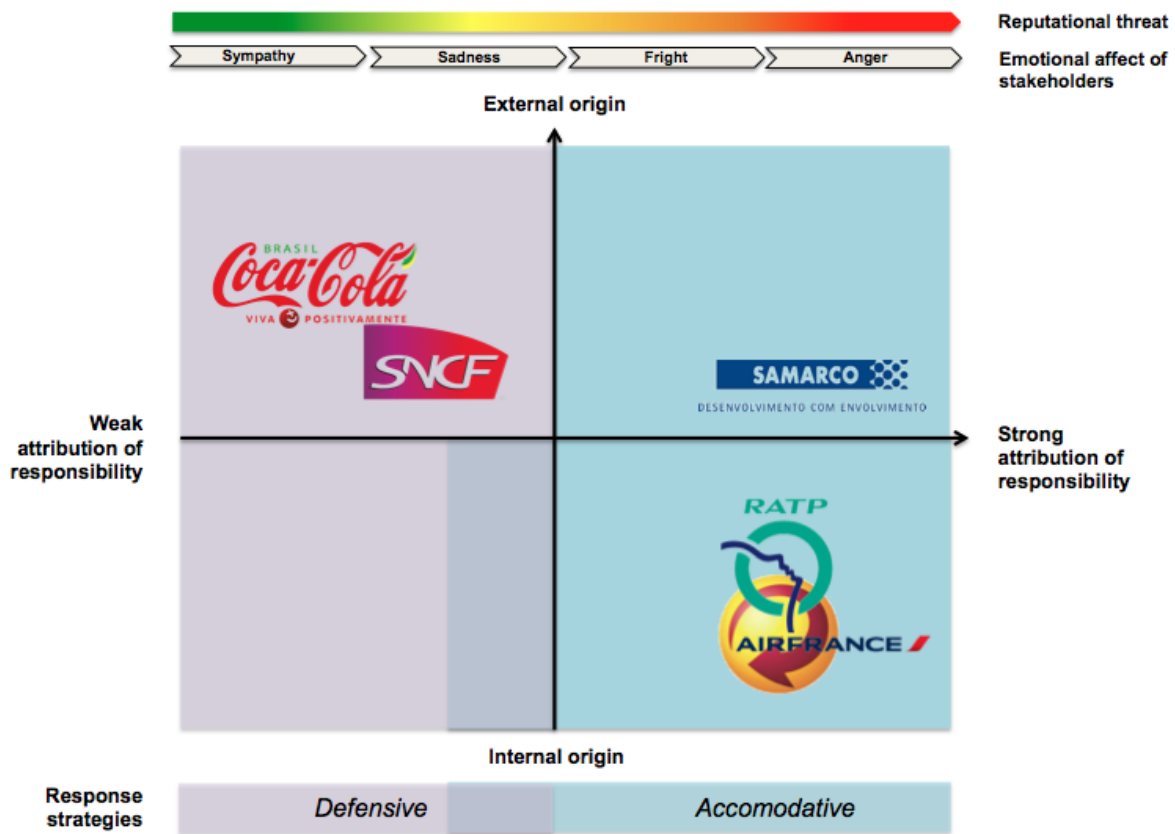 Reputational threat
Sympathy
Sadness
Fright
Anger
Emotional affect of
stakeholders
External origin
BRASIL
Coca-Cola
VIVA POSITIVAMENTE
SNCF
SAMARCO
DESENVOLVIMENTO COM ENVOLVIMENTO
Weak
attribution of
responsibility
Strong
attribution of
responsibility
RATP
AIRFRANCE
Internal origin
Response
strategies
Defensive
Accomodative